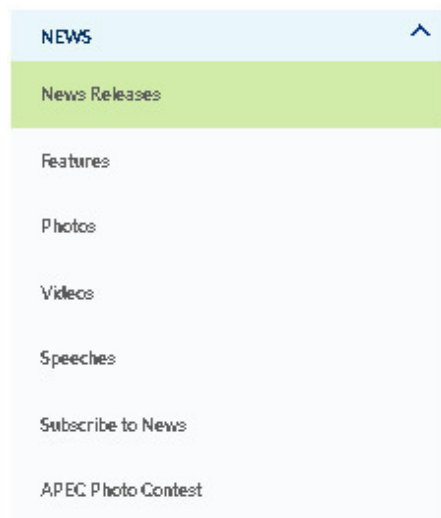 NEWS
News Releases
Features
Photos
Videos
Speeches
Subscribe to News
APEC Photo Contest